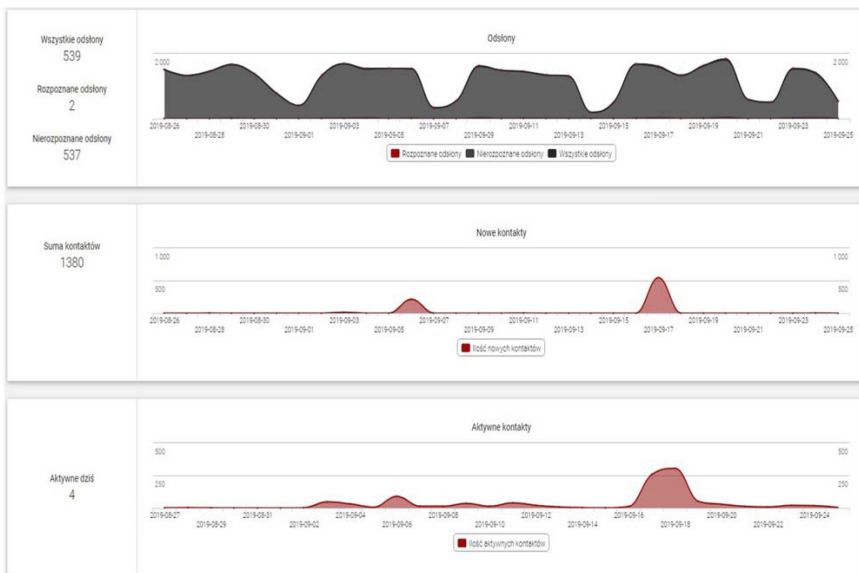 Wszystkie odsłony
539
Rozpoznane odsłony
2
Nierozpoznane odsłony
537
Odsłony
2 000 2 000
2019-08-26 2019-08-28 2019-08-30 2019-09-01 2019-09-03 2019-09-05 2019-09-07 2019-09-09 2019-09-11 2019-09-13 2019-09-15 2019-09-17 2019-09-19 2019-09-21 2019-09-23 2019-09-25
Rozpoznane odsłony Nierozpoznane odsłony Wszystkie odsłony
Suma kontaktów
1380
Nowe kontakty
1 000 1 000
500 500
2019-08-26 2019-08-28 2019-08-30 2019-09-01 2019-09-03 2019-09-05 2019-09-07 2019-09-09 2019-09-11 2019-09-13 2019-09-15 2019-09-17 2019-09-19 2019-09-21 2019-09-23 2019-09-25
Ilość nowych kontaktów
Aktywne dziś
4
Aktywne kontakty
500 500
250 250
2019-08-27 2019-08-29 2019-08-31 2019-09-02 2019-09-04 2019-09-06 2019-09-08 2019-09-10 2019-09-12 2019-09-14 2019-09-16 2019-09-18 2019-09-20 2019-09-22 2019-09-24
Ilość aktywnych kontaktów